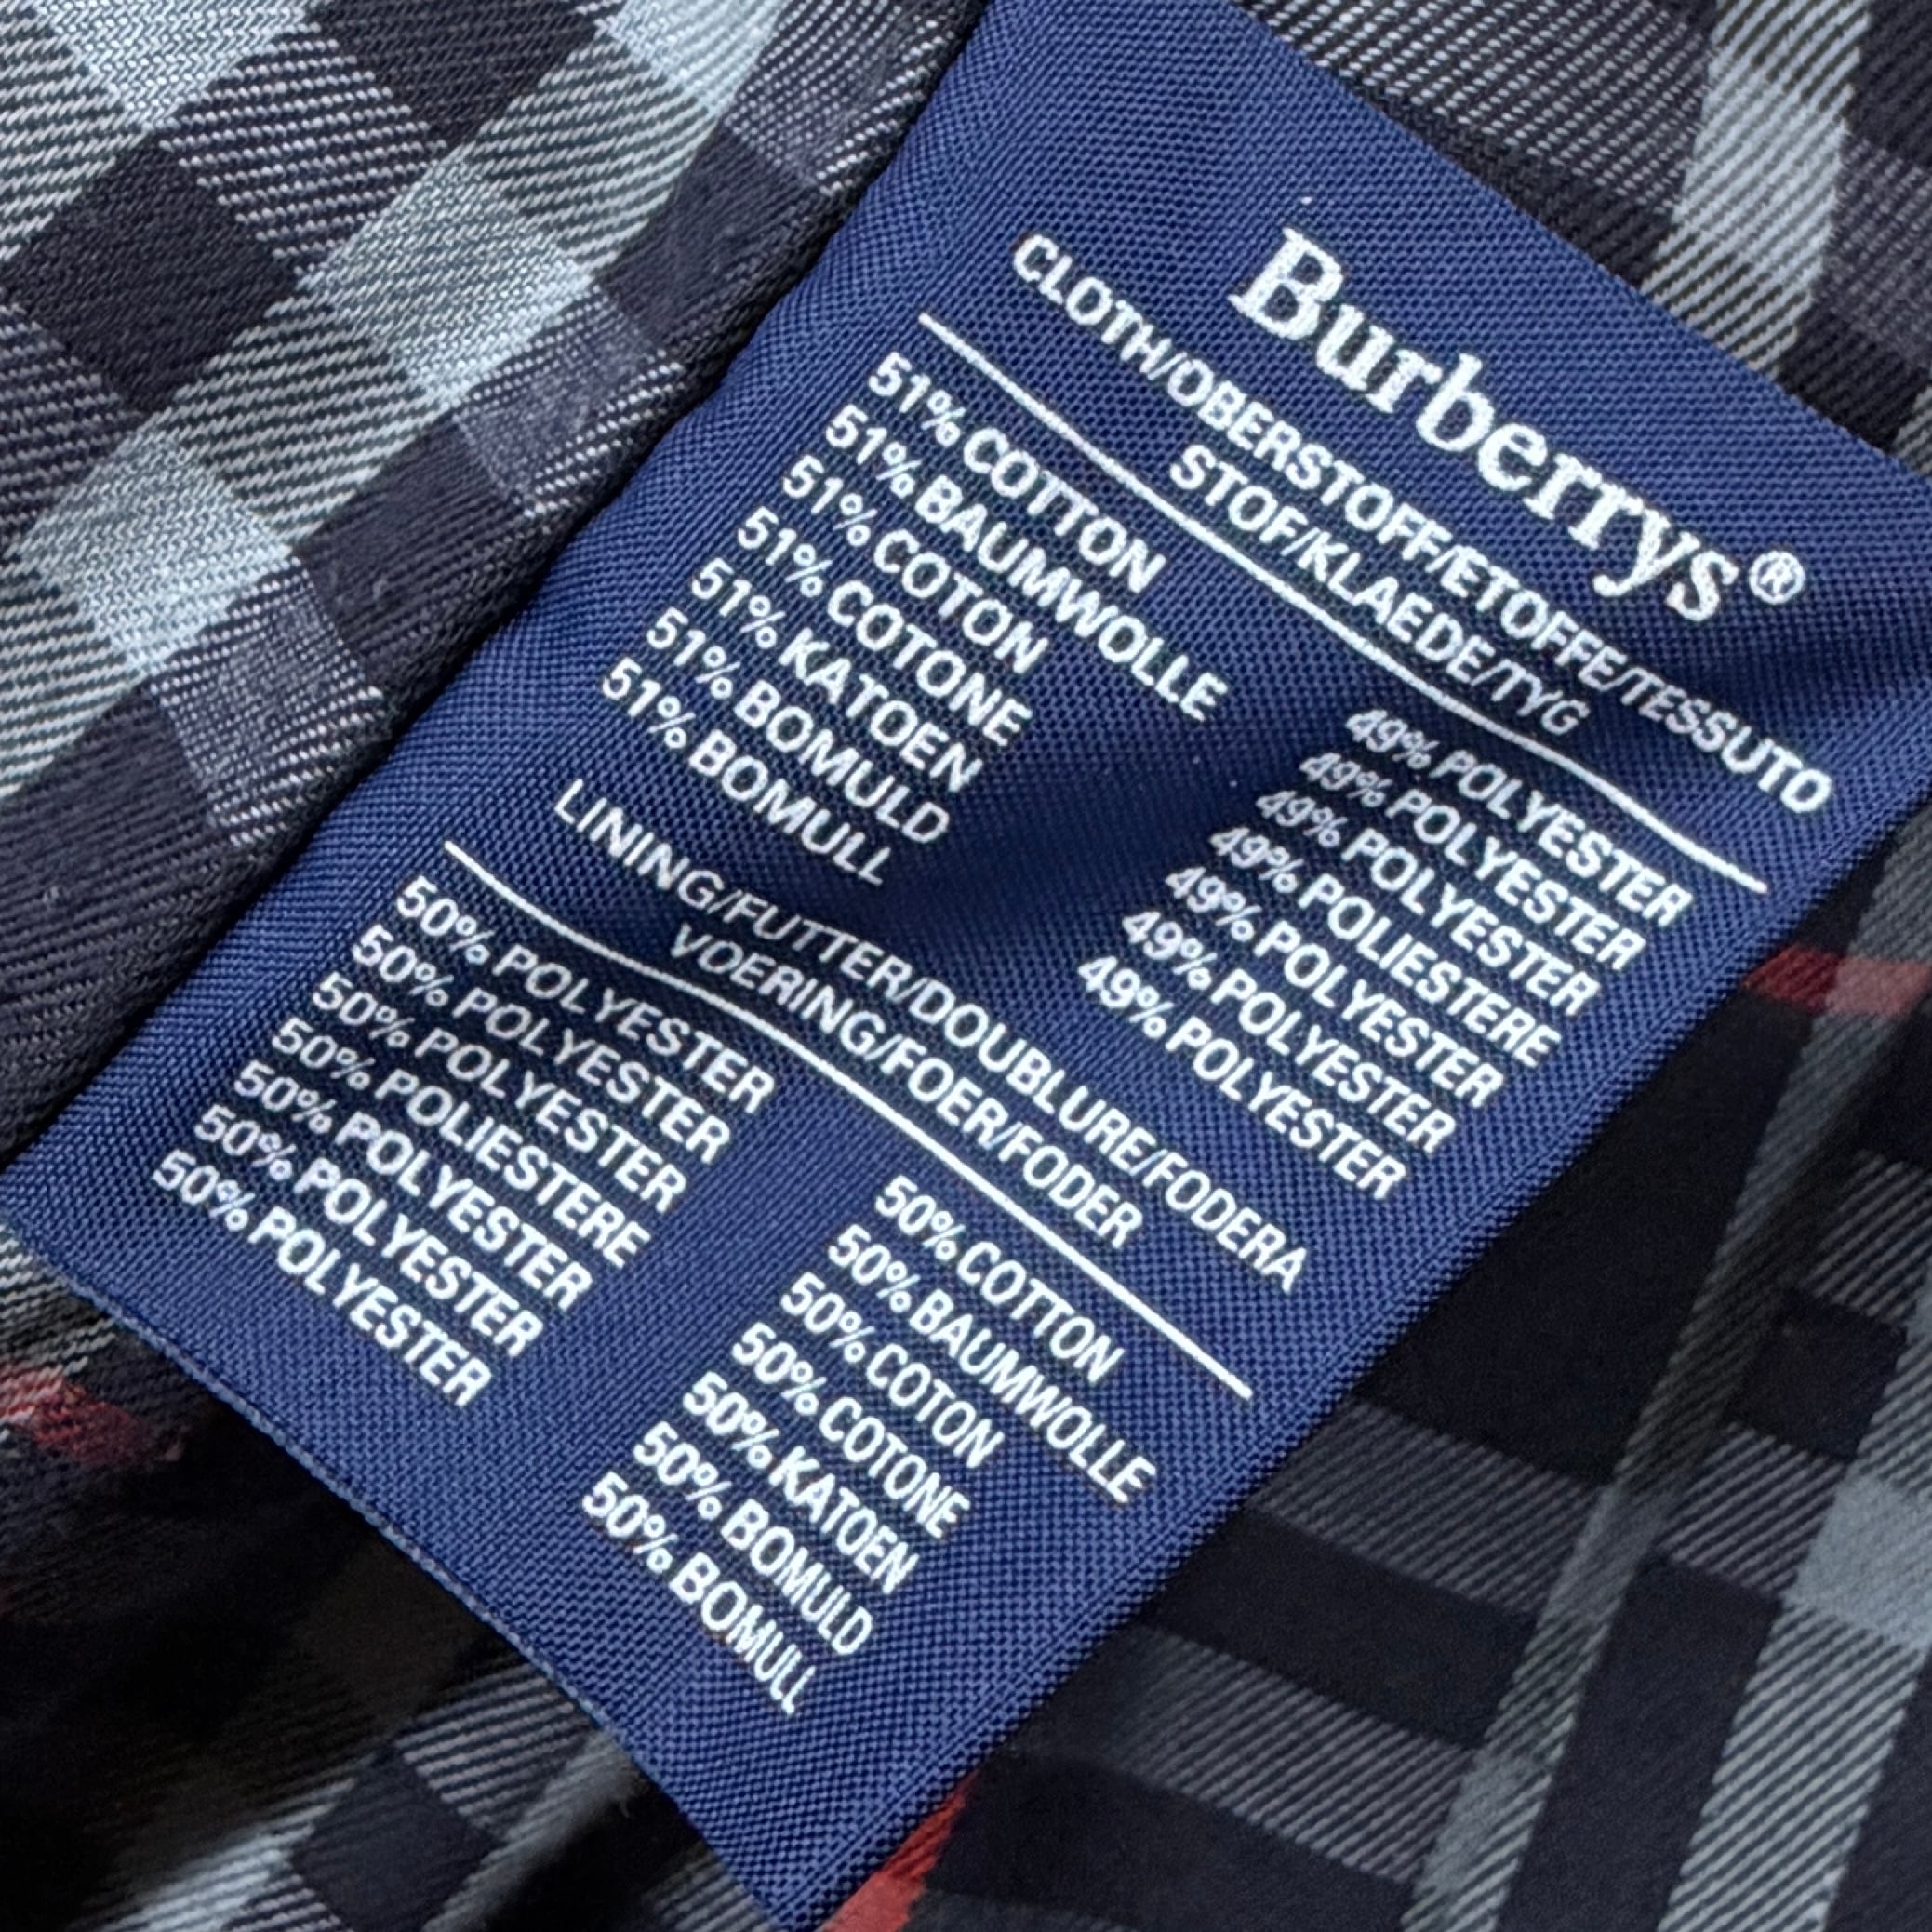 Burberrys®
CLOTH/OBERSTOFF/ETOFFE/TESSUTO
STOF/KLAEDE/TYG
51% COTTON 49% POLYESTER
51% BAUMWOLLE 49% POLYESTER
51% COTON 49% POLYESTER
51% COTONE 49% POLIESTERE
51% KATOEN 49% POLYESTER
51% BOMULD 49% POLYESTER
51% BOMULL 49% POLYESTER
LINING/FUTTER/DOUBLURE/FODERA
VOERING/FOER/FODER
50% POLYESTER 50% COTTON
50% POLYESTER 50% BAUMWOLLE
50% POLYESTER 50% COTON
50% POLIESTERE 50% COTONE
50% POLYESTER 50% KATOEN
50% POLYESTER 50% BOMULD
50% POLYESTER 50% BOMULL